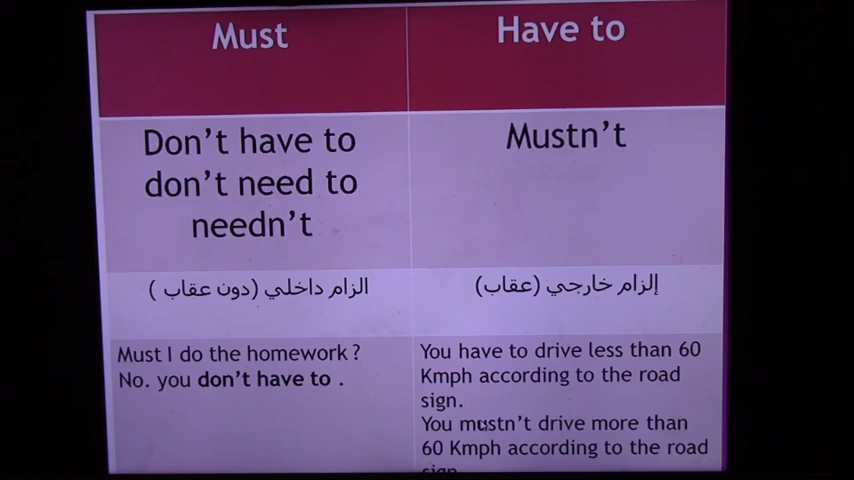 Must
Have to
Don't have to
don't need to
needn't
Mustn't
الزام داخلي (دون عقاب )
إلزام خارجي (عقاب)
Must I do the homework ?
No. you don't have to .
You have to drive less than 60
Kmph according to the road
sign.
You mustn't drive more than
60 Kmph according to the road
sign